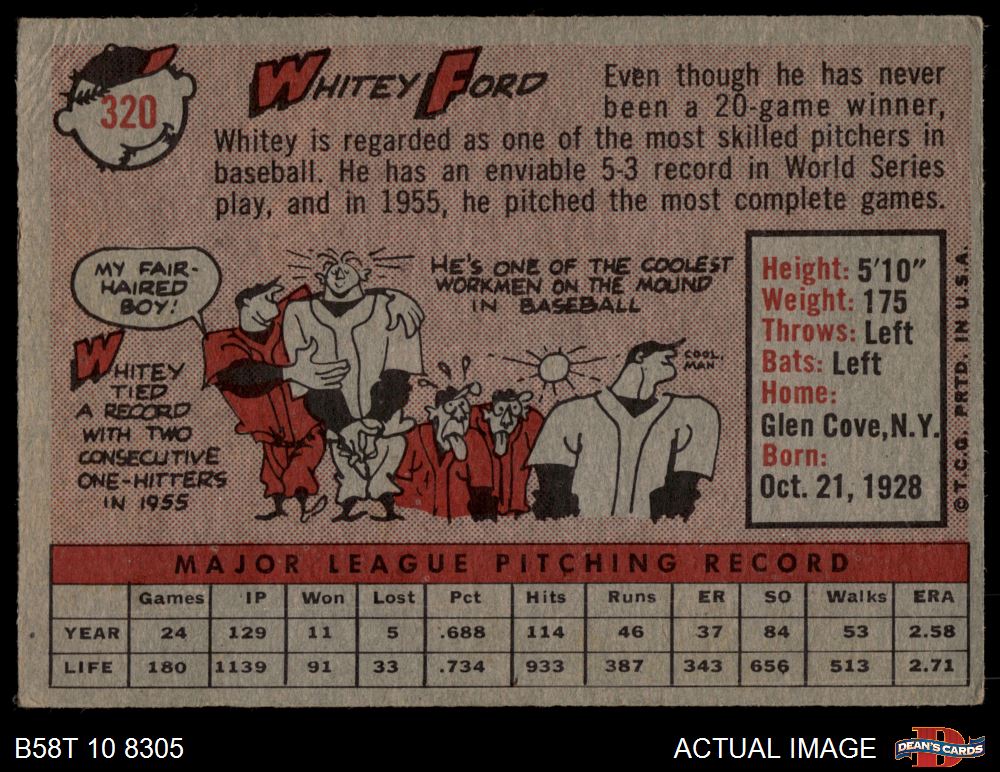 320
WHITEY FORD
Even though he has never
been a 20-game winner,
Whitey is regarded as one of the most skilled pitchers in
baseball. He has an enviable 5-3 record in World Series
play, and in 1955, he pitched the most complete games.
MY FAIR-
HAIRED
BOY!
WHITEY
TIED
A RECORD
WITH TWO
CONSECUTIVE
ONE-HITTERS
IN 1955
HE'S ONE OF THE COOLEST
WORKMEN ON THE MOUND
IN BASEBALL
COOL,
MAN
Height: 5'10"
Weight: 175
Throws: Left
Bats: Left
Home:
Glen Cove, N.Y.
Born:
Oct. 21, 1928
©T.C.G. PRTD. IN U.S.A.
MAJOR LEAGUE PITCHING RECORD
Games IP Won Lost Pct Hits Runs ER SO Walks ERA
YEAR 24 129 11 5 .688 114 46 37 84 53 2.58
LIFE 180 1139 91 33 .734 933 387 343 656 513 2.71
B58T 10 8305
ACTUAL IMAGE
D
DEAN'S CARDS